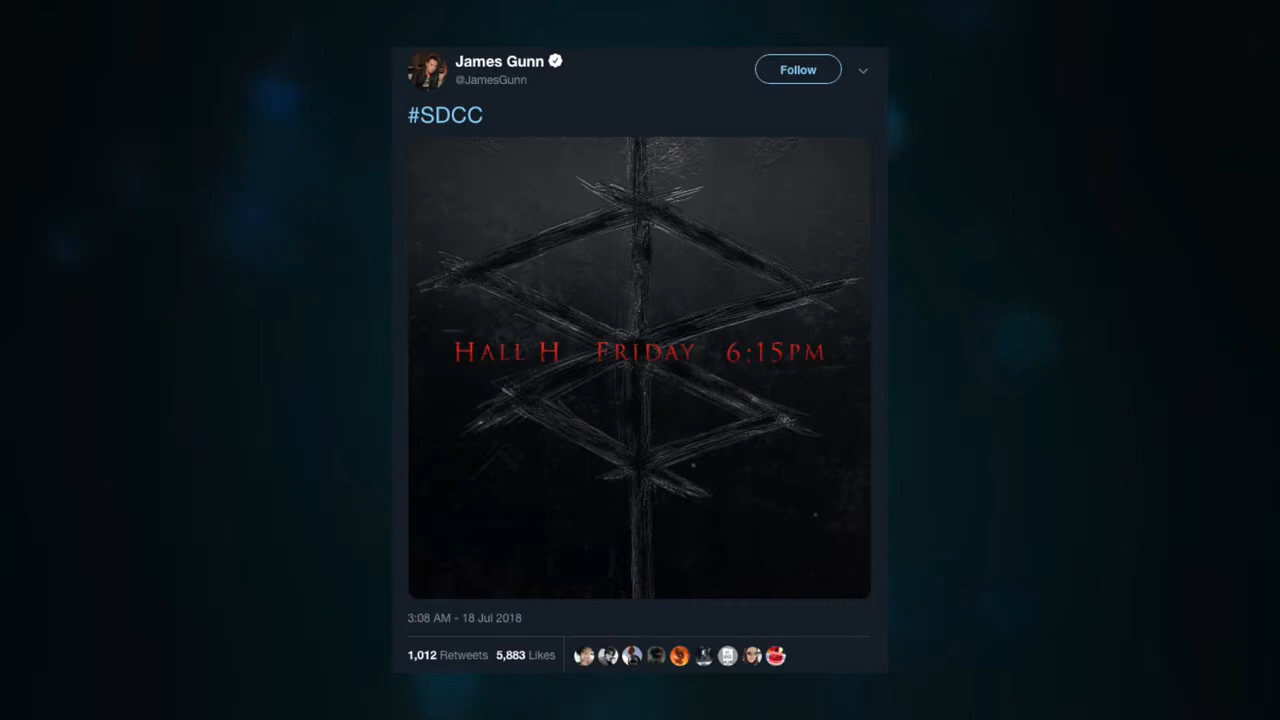 James Gunn
@JamesGunn
Follow
#SDCC
HALL H FRIDAY 6:15PM
3:08 AM - 18 Jul 2018
1,012 Retweets 5,883 Likes